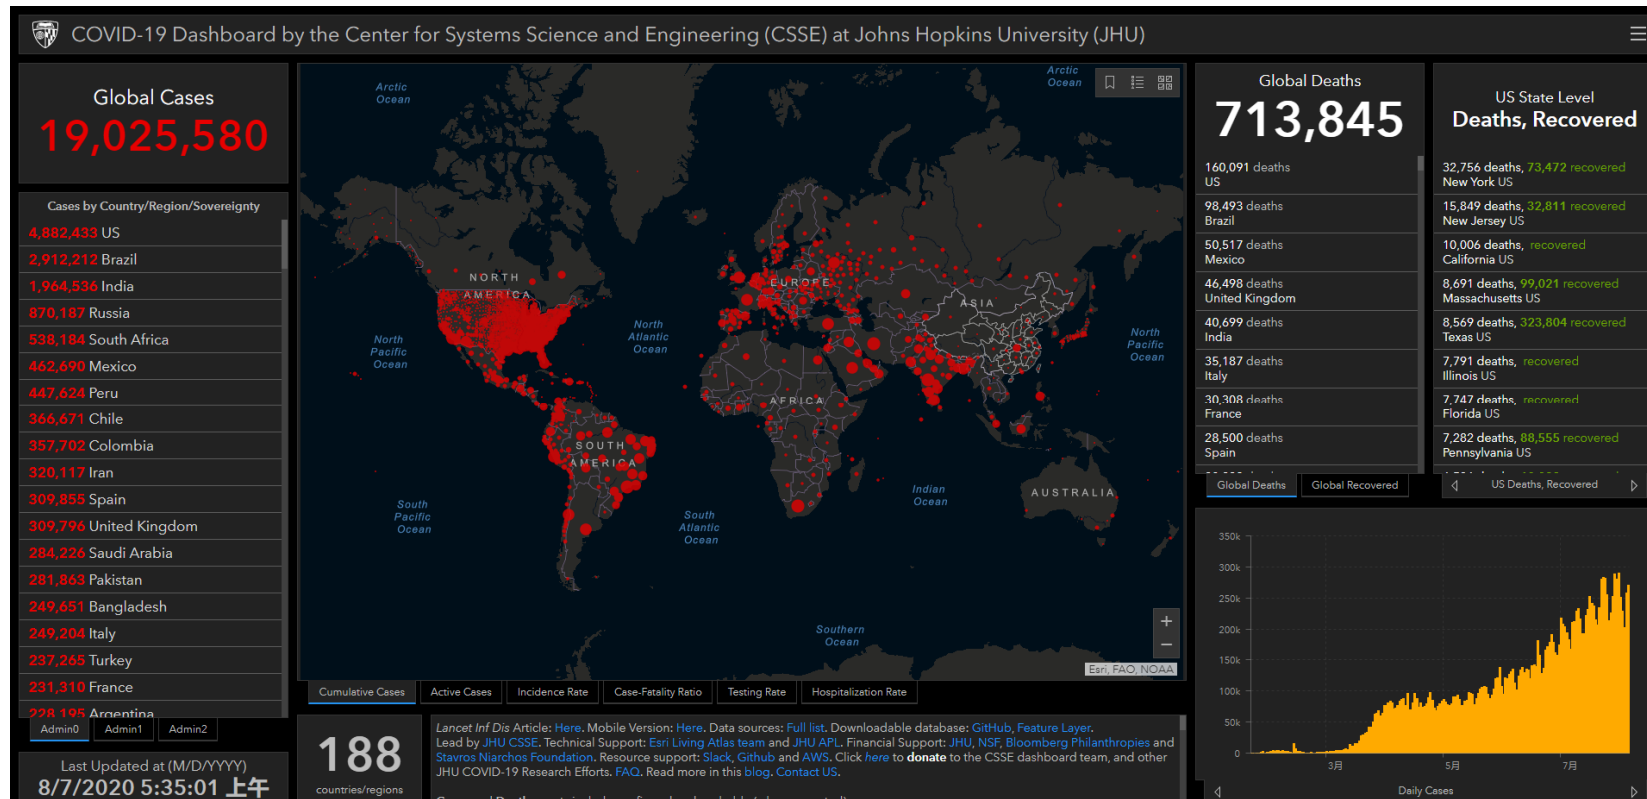 COVID-19 Dashboard by the Center for Systems Science and Engineering (CSSE) at Johns Hopkins University (JHU)
Global Cases
19,025,580
Cases by Country/Region/Sovereignty
4,882,433 US
2,912,212 Brazil
1,964,536 India
870,187 Russia
538,184 South Africa
462,690 Mexico
447,624 Peru
366,671 Chile
357,702 Colombia
320,117 Iran
309,855 Spain
309,796 United Kingdom
284,226 Saudi Arabia
281,863 Pakistan
249,651 Bangladesh
249,204 Italy
237,265 Turkey
231,310 France
228,195 Argentina
Admin0
Admin1
Admin2
Last Updated at (M/D/YYYY)
8/7/2020 5:35:01 上午
Arctic
Ocean
Arctic
Ocean
NORTH
AMERICA
EUROPE
ASIA
North
Pacific
Ocean
North
Atlantic
Ocean
North
Pacific
Ocean
AFRICA
SOUTH
AMERICA
Indian
Ocean
AUSTRALIA
South
Pacific
Ocean
South
Atlantic
Ocean
Southern
Ocean
+
−
Esri, FAO, NOAA
Cumulative Cases
Active Cases
Incidence Rate
Case-Fatality Ratio
Testing Rate
Hospitalization Rate
188
countries/regions
Lancet Inf Dis Article: Here. Mobile Version: Here. Data sources: Full list. Downloadable database: GitHub, Feature Layer.
Lead by JHU CSSE. Technical Support: Esri Living Atlas team and JHU APL. Financial Support: JHU, NSF, Bloomberg Philanthropies and
Stavros Niarchos Foundation. Resource support: Slack, Github and AWS. Click here to donate to the CSSE dashboard team, and other
JHU COVID-19 Research Efforts. FAQ. Read more in this blog. Contact US.
Global Deaths
713,845
160,091 deaths
US
98,493 deaths
Brazil
50,517 deaths
Mexico
46,498 deaths
United Kingdom
40,699 deaths
India
35,187 deaths
Italy
30,308 deaths
France
28,500 deaths
Spain
Global Deaths
Global Recovered
US State Level
Deaths, Recovered
32,756 deaths, 73,472 recovered
New York US
15,849 deaths, 32,811 recovered
New Jersey US
10,006 deaths, recovered
California US
8,691 deaths, 99,021 recovered
Massachusetts US
8,569 deaths, 323,804 recovered
Texas US
7,791 deaths, recovered
Illinois US
7,747 deaths, recovered
Florida US
7,282 deaths, 88,555 recovered
Pennsylvania US
US Deaths, Recovered
350k
300k
250k
200k
150k
100k
50k
0
3月
5月
7月
Daily Cases